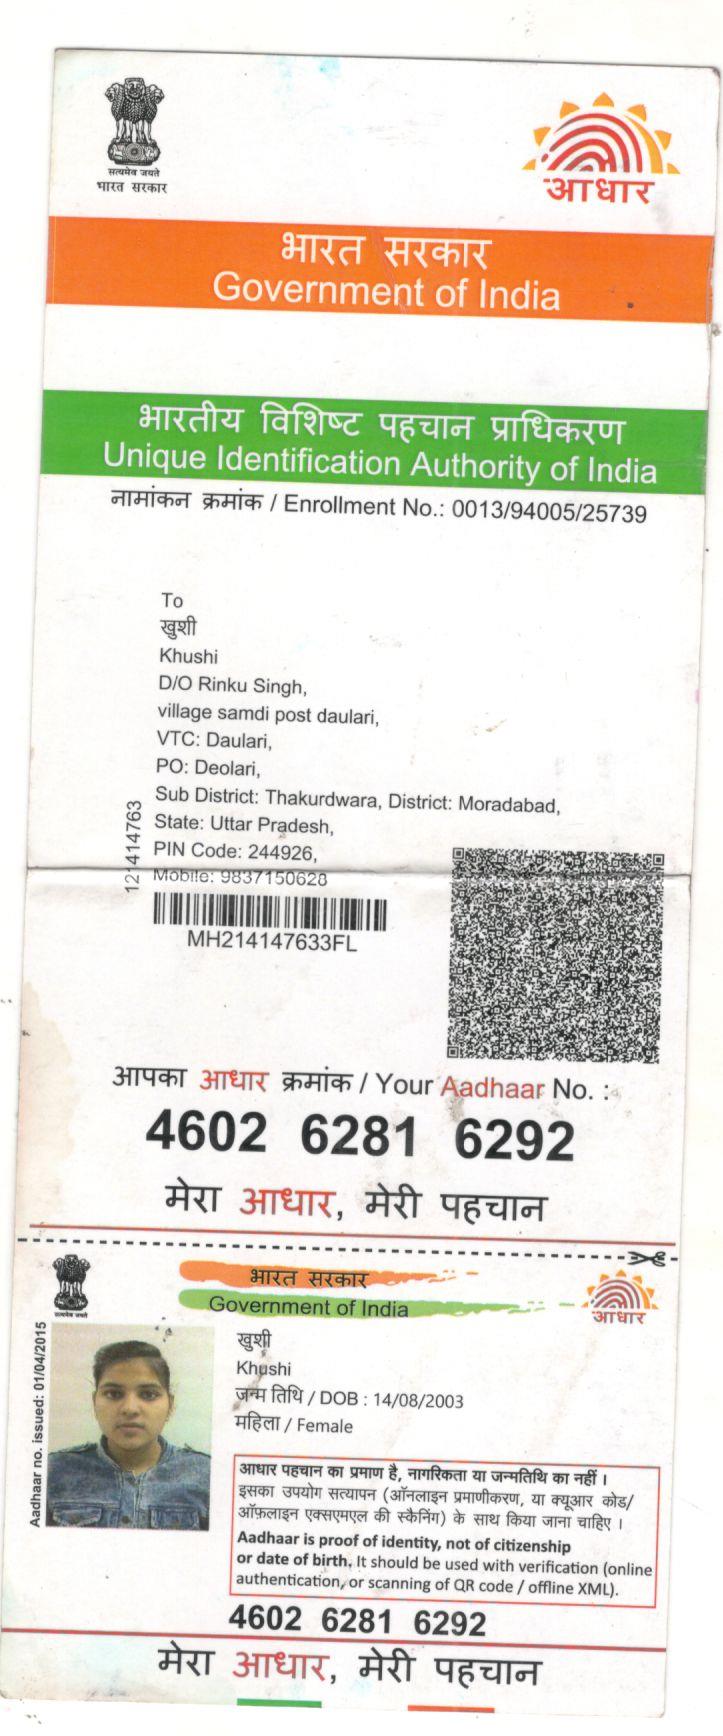 सत्यमेव जयते
भारत सरकार
आधार
भारत सरकार
Government of India
भारतीय विशिष्ट पहचान प्राधिकरण
Unique Identification Authority of India
नामांकन क्रमांक / Enrollment No.: 0013/94005/25739
To
खुशी
Khushi
D/O Rinku Singh,
village samdi post daulari,
VTC: Daulari,
PO: Deolari,
Sub District: Thakurdwara, District: Moradabad,
State: Uttar Pradesh,
PIN Code: 244926,
Mobile: 9837150628
121414763
MH214147633FL
आपका आधार क्रमांक / Your Aadhaar No. :
4602 6281 6292
मेरा आधार, मेरी पहचान
सत्यमेव जयते
भारत सरकार
Government of India
आधार
Aadhaar no. issued: 01/04/2015
खुशी
Khushi
जन्म तिथि / DOB : 14/08/2003
महिला / Female
आधार पहचान का प्रमाण है, नागरिकता या जन्मतिथि का नहीं ।
इसका उपयोग सत्यापन (ऑनलाइन प्रमाणीकरण, या क्यूआर कोड/
ऑफ़लाइन एक्सएमएल की स्कैनिंग) के साथ किया जाना चाहिए ।
Aadhaar is proof of identity, not of citizenship
or date of birth. It should be used with verification (online
authentication, or scanning of QR code / offline XML).
4602 6281 6292
मेरा आधार, मेरी पहचान